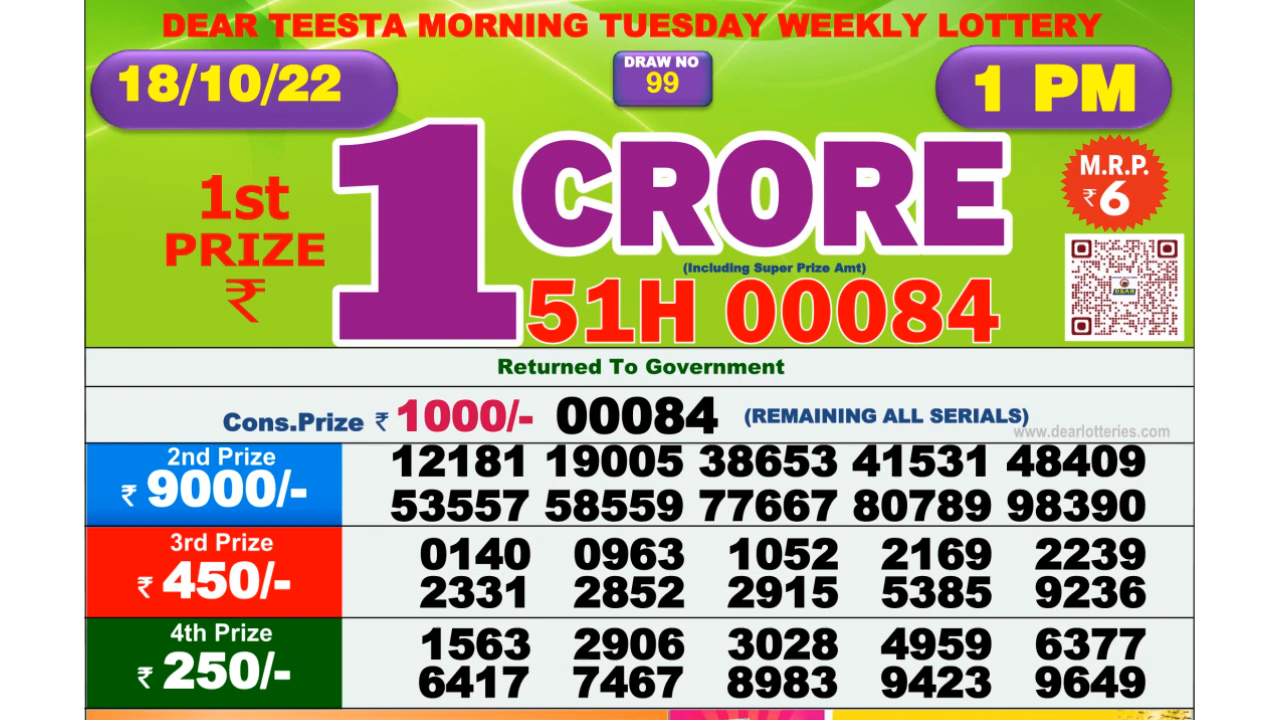 DEAR TEESTA MORNING TUESDAY WEEKLY LOTTERY
18/10/22
DRAW NO
99
1 PM
1st
PRIZE
₹
1 CRORE
M.R.P.
₹6
(Including Super Prize Amt)
51H 00084
DEAR
Returned To Government
Cons.Prize ₹ 1000/- 00084 (REMAINING ALL SERIALS)
www.dearlotteries.com
2nd Prize
₹ 9000/-
12181 19005 38653 41531 48409
53557 58559 77667 80789 98390
3rd Prize
₹ 450/-
0140 0963 1052 2169 2239
2331 2852 2915 5385 9236
4th Prize
₹ 250/-
1563 2906 3028 4959 6377
6417 7467 8983 9423 9649